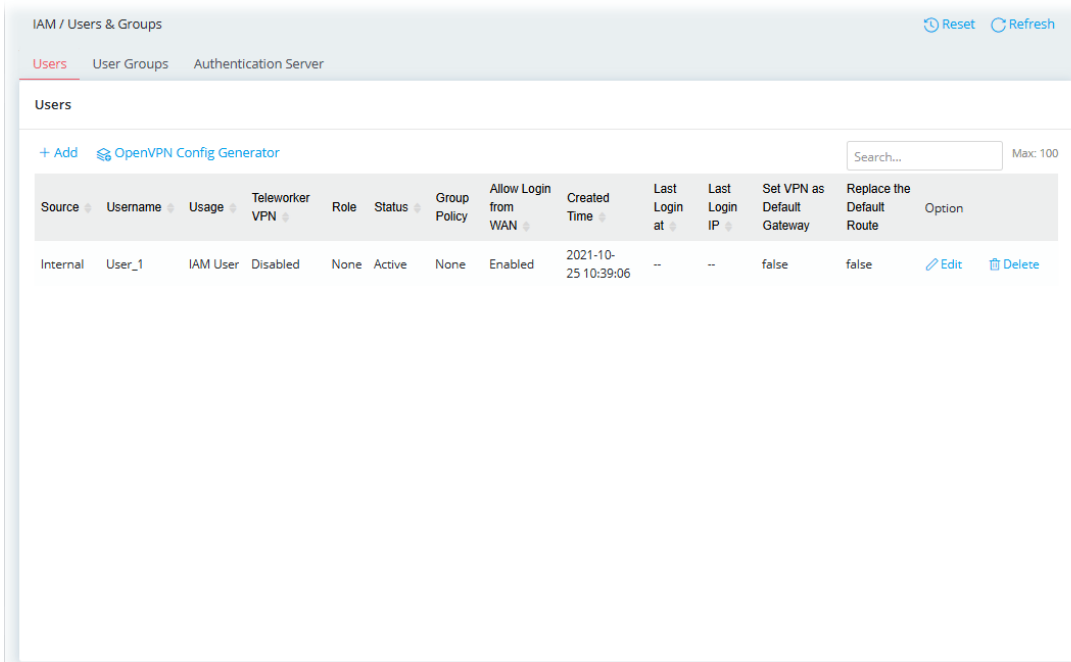 IAM / Users & Groups
Reset Refresh
Users User Groups Authentication Server
Users
+ Add OpenVPN Config Generator
Search...
Max: 100
Source Username Usage Teleworker VPN Role Status Group Policy Allow Login from WAN Created Time Last Login at Last Login IP Set VPN as Default Gateway Replace the Default Route Option
Internal User_1 IAM User Disabled None Active None Enabled 2021-10-25 10:39:06 -- -- false false Edit Delete